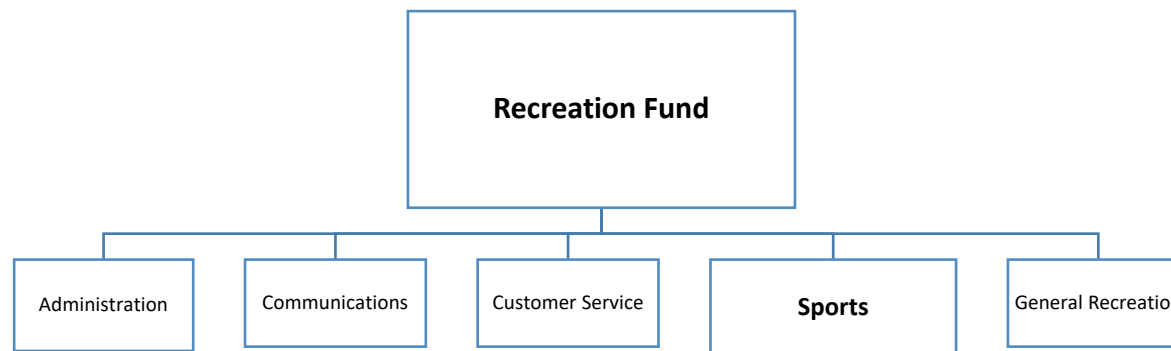 Recreation Fund
Administration
Communications
Customer Service
Sports
General Recreatio